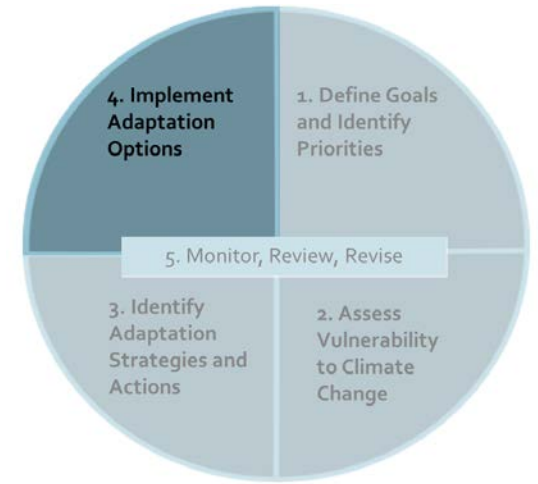 4. Implement
Adaptation
Options
1. Define Goals
and Identify
Priorities
5. Monitor, Review, Revise
3. Identify
Adaptation
Strategies and
Actions
2. Assess
Vulnerability
to Climate
Change